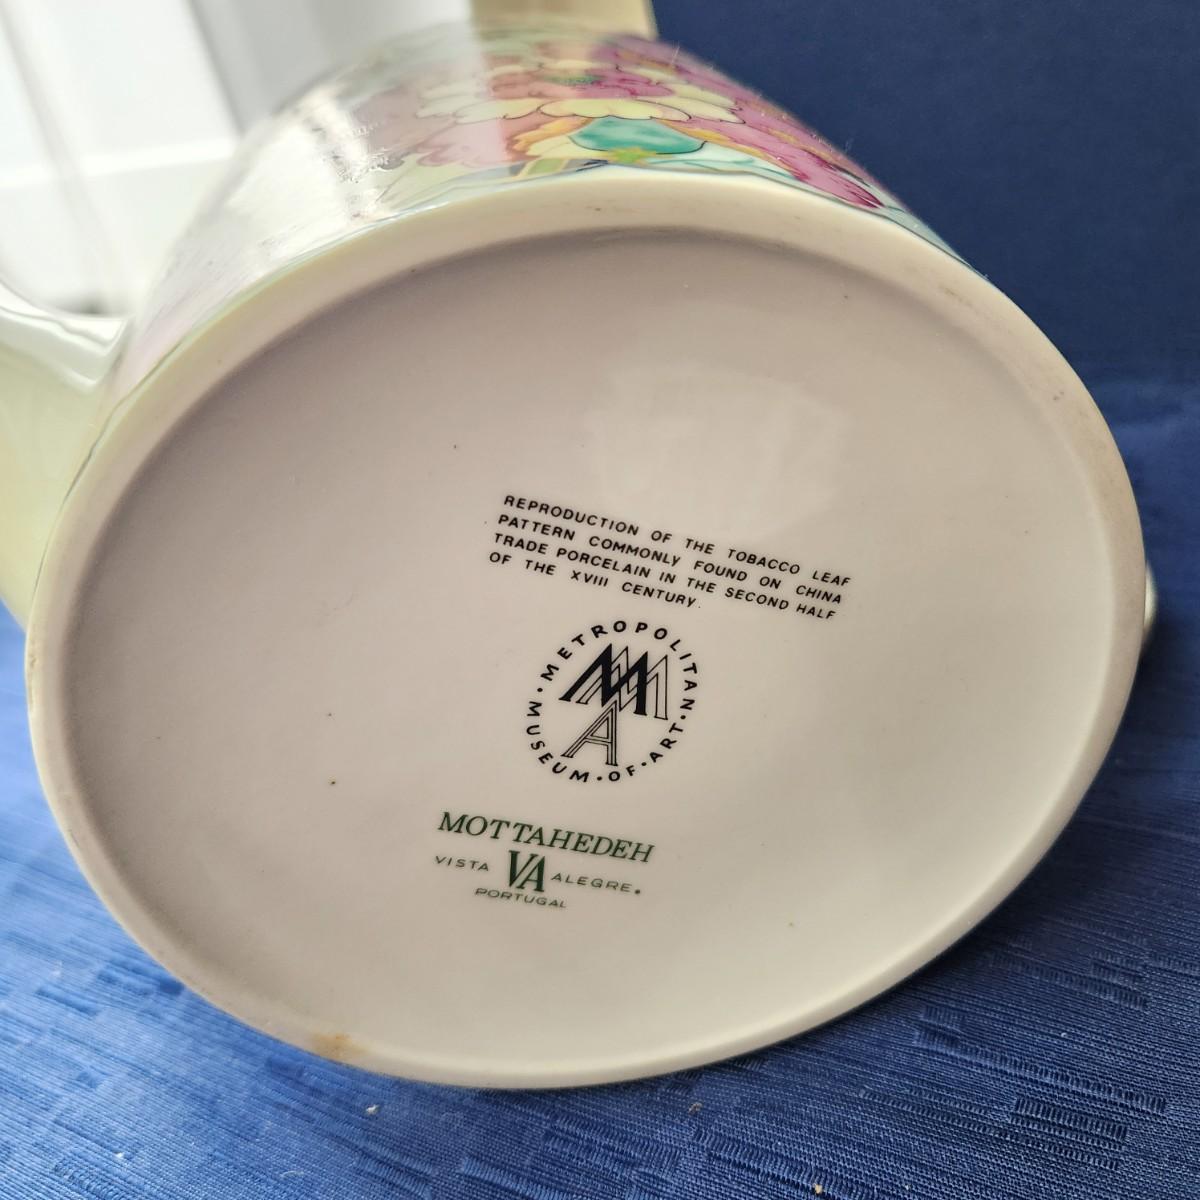 REPRODUCTION OF THE TOBACCO LEAF
PATTERN COMMONLY FOUND ON CHINA
TRADE PORCELAIN IN THE SECOND HALF
OF THE XVIII CENTURY.
METROPOLITAN
MUSEUM·OF·ART
MMA
MOTTAHEDEH
VISTA VA ALEGRE®
PORTUGAL